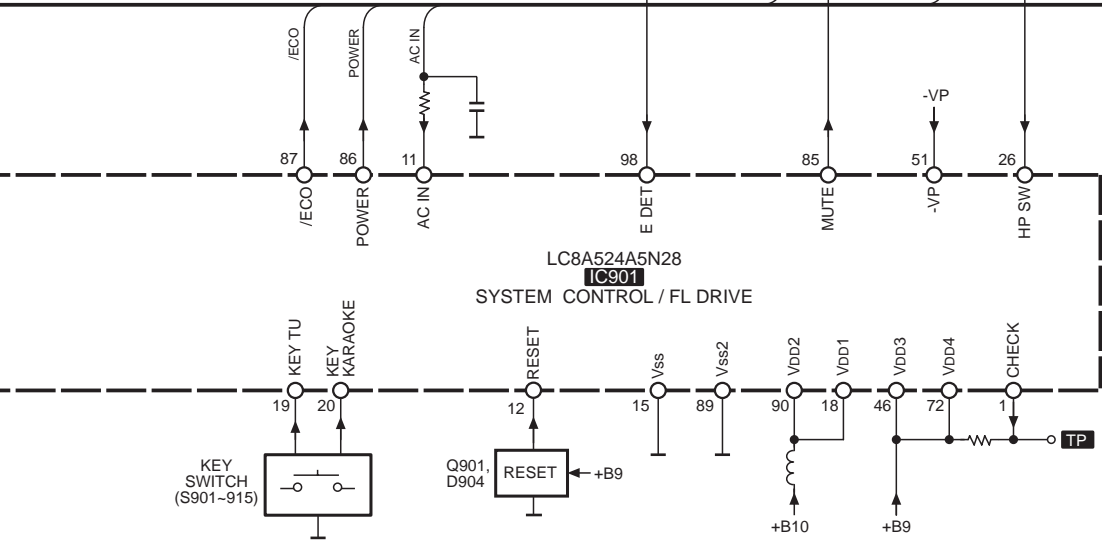 /ECO
POWER
AC IN
-VP
87
86
11
98
85
51
26
/ECO
POWER
AC IN
E DET
MUTE
-VP
HP SW
LC8A524A5N28
IC901
SYSTEM CONTROL / FL DRIVE
KEY TU
KEY
KARAOKE
RESET
Vss
Vss2
VDD2
VDD1
VDD3
VDD4
CHECK
19
20
12
15
89
90
18
46
72
1
TP
KEY
SWITCH
(S901~915)
Q901,
D904
RESET
+B9
+B10
+B9